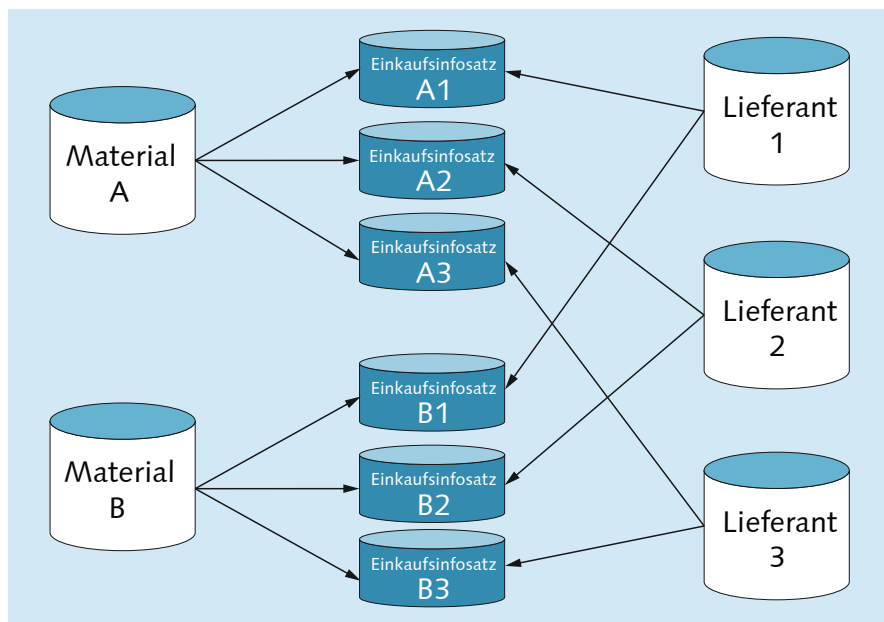 Material
A
Material
B
Einkaufsinfosatz
A1
Einkaufsinfosatz
A2
Einkaufsinfosatz
A3
Einkaufsinfosatz
B1
Einkaufsinfosatz
B2
Einkaufsinfosatz
B3
Lieferant
1
Lieferant
2
Lieferant
3